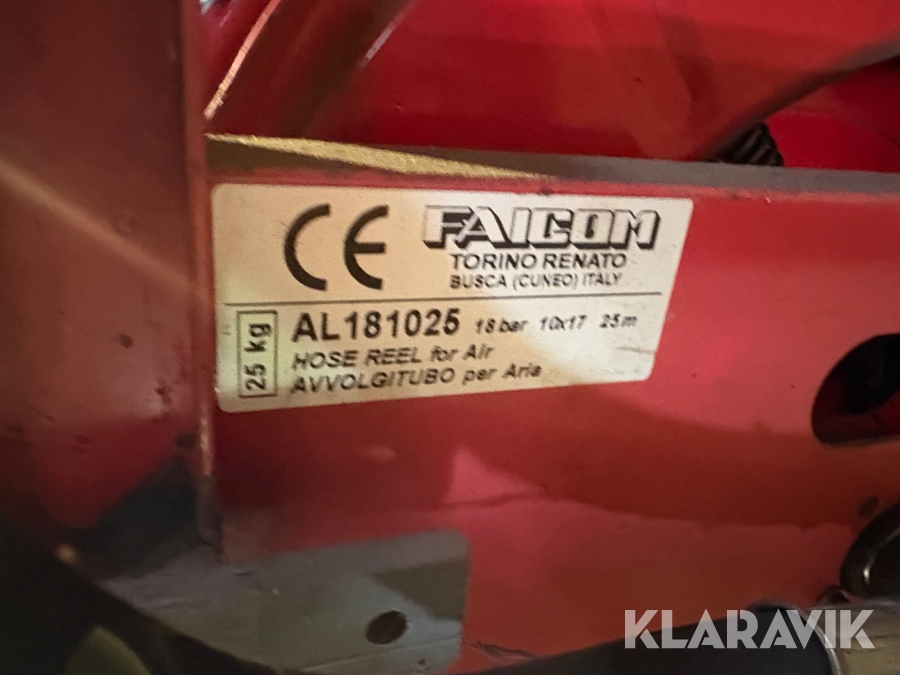 CE FAICOM
TORINO RENATO
BUSCA (CUNEO) ITALY
25 kg
AL181025 18 bar 10x17 25m
HOSE REEL for Air
AVVOLGITUBO per Aria
KLARAVIK